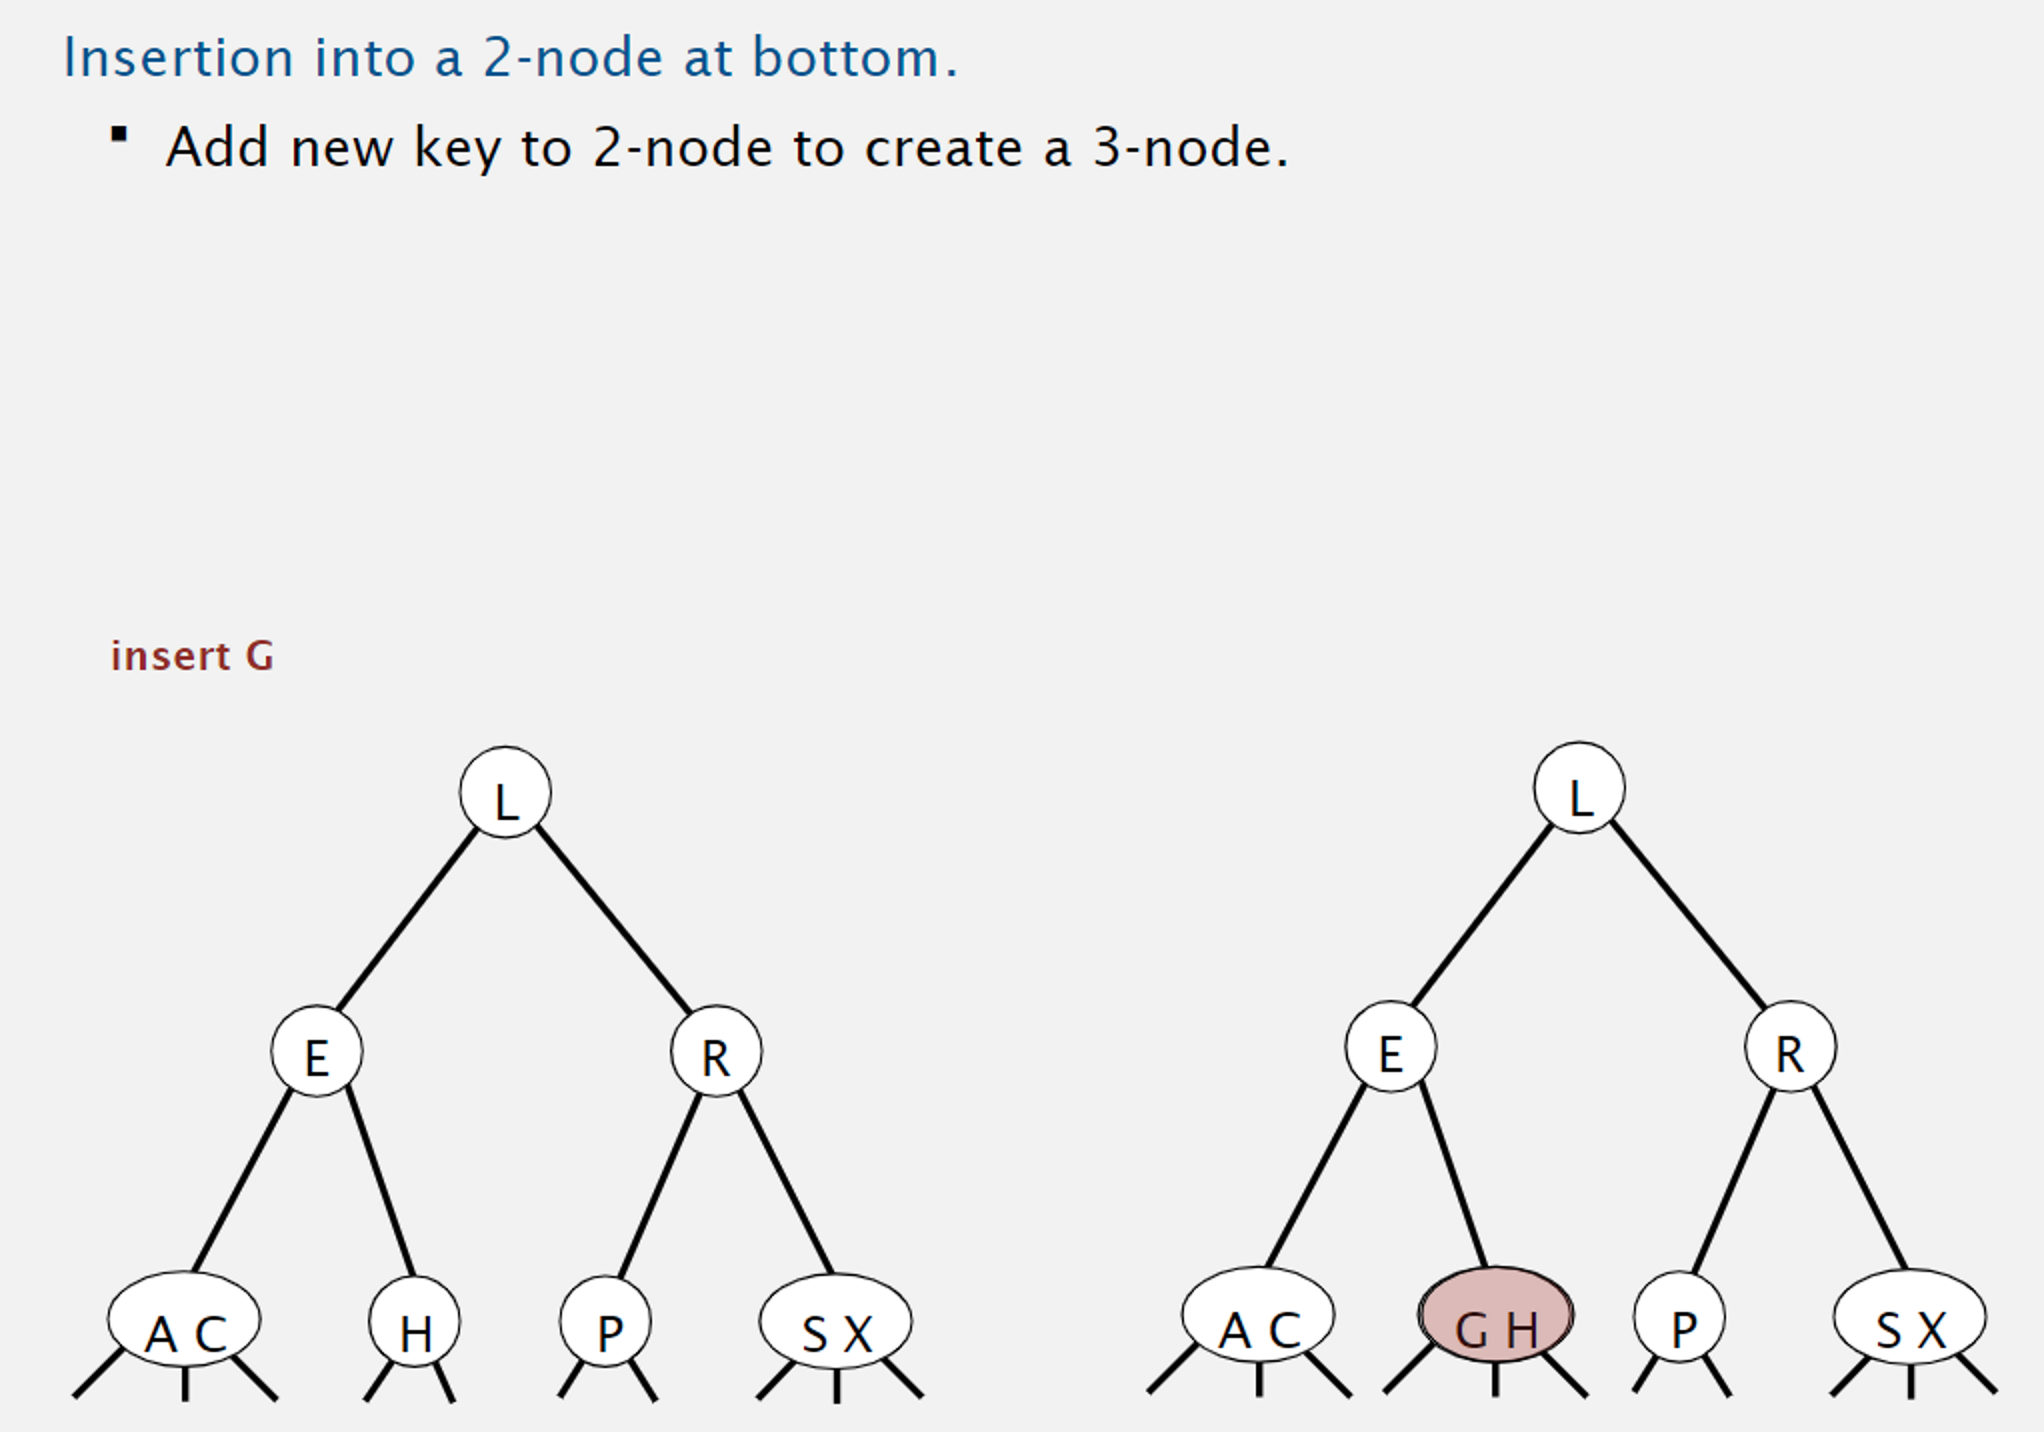 Insertion into a 2-node at bottom.
▪ Add new key to 2-node to create a 3-node.
insert G
L
E R
A C H P S X
L
E R
A C G H P S X